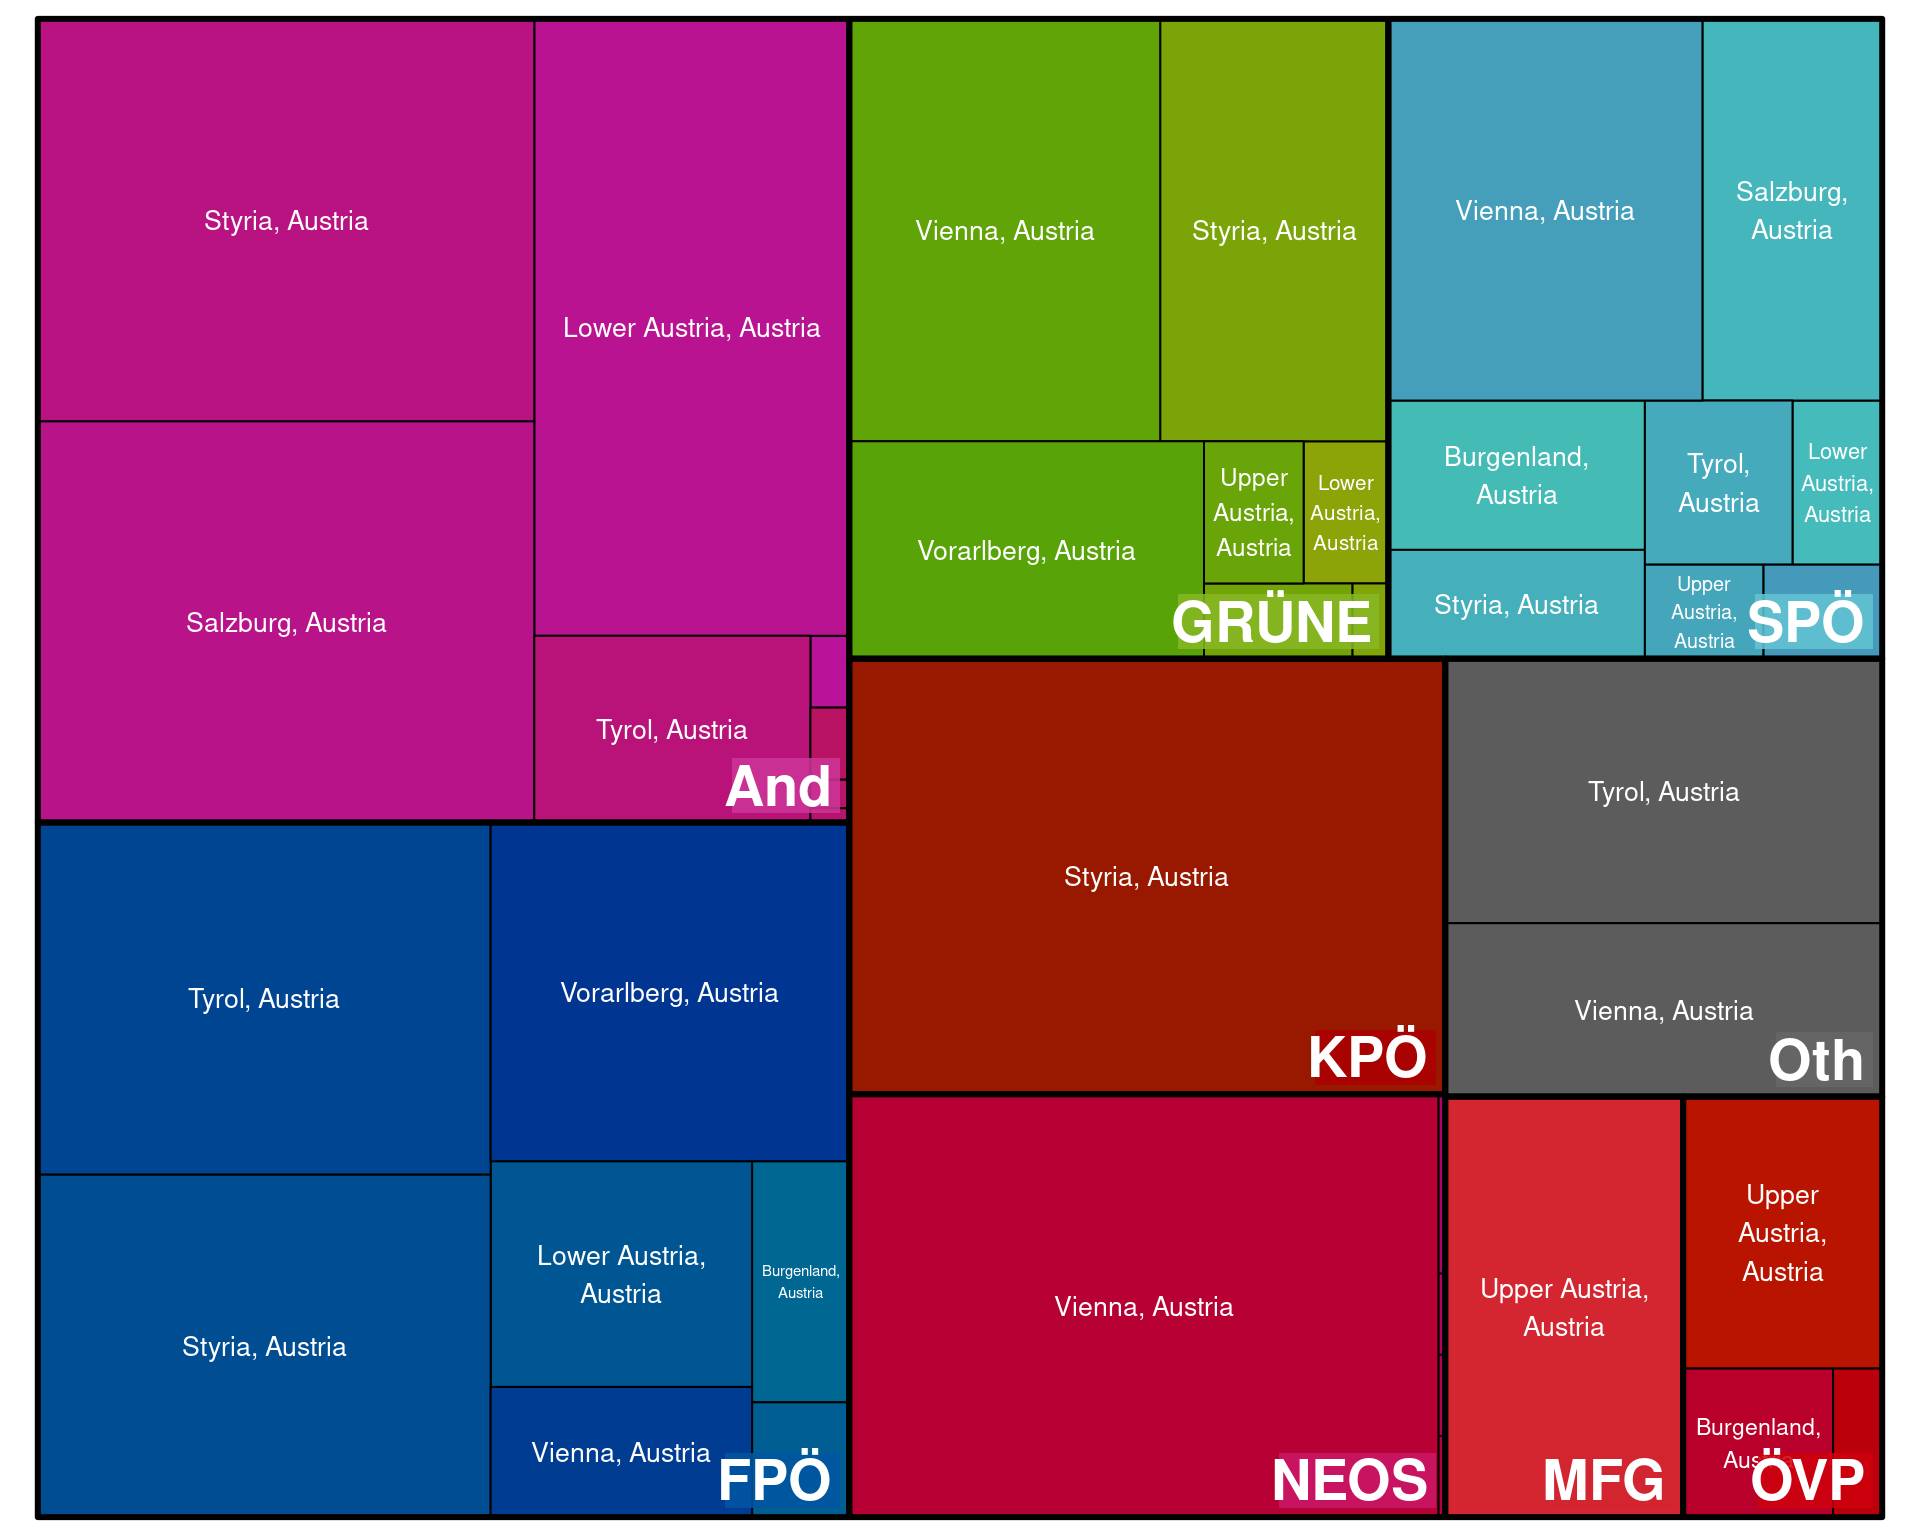 Styria, Austria
Lower Austria, Austria
Salzburg, Austria
Tyrol, Austria
And
Vienna, Austria
Styria, Austria
Vorarlberg, Austria
Upper
Austria,
Austria
Lower
Austria,
Austria
GRÜNE
Vienna, Austria
Salzburg,
Austria
Burgenland,
Austria
Tyrol,
Austria
Lower
Austria,
Austria
Styria, Austria
Upper
Austria,
Austria
SPÖ
Tyrol, Austria
Vorarlberg, Austria
Styria, Austria
Lower Austria,
Austria
Burgenland,
Austria
Vienna, Austria
FPÖ
Styria, Austria
KPÖ
Tyrol, Austria
Vienna, Austria
Oth
Vienna, Austria
NEOS
Upper Austria,
Austria
MFG
Upper
Austria,
Austria
Burgenland,
ÖVP